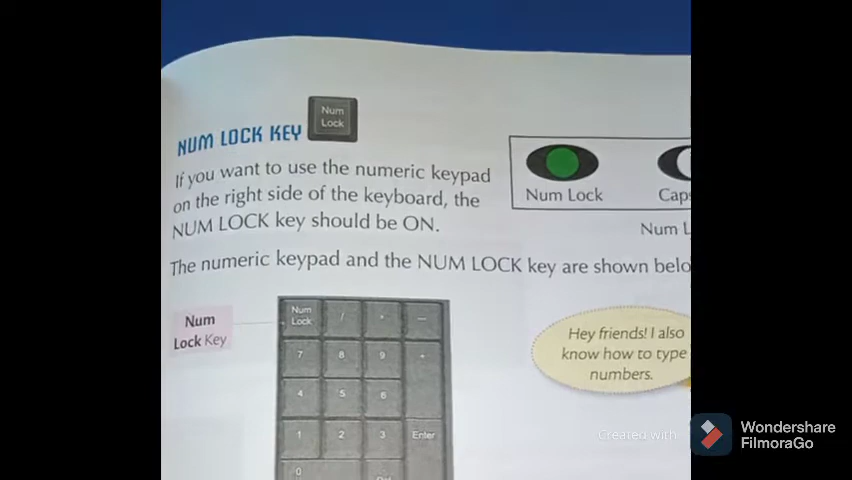 NUM LOCK KEY
Num
Lock
If you want to use the numeric keypad
on the right side of the keyboard, the
NUM LOCK key should be ON.
Num Lock
Caps
Num L
The numeric keypad and the NUM LOCK key are shown belo
Num
Lock Key
Num
Lock
/
*
—
7
8
9
+
4
5
6
1
2
3
Enter
0
Del
Hey friends! I also
know how to type
numbers.
Created with
Wondershare
FilmoraGo